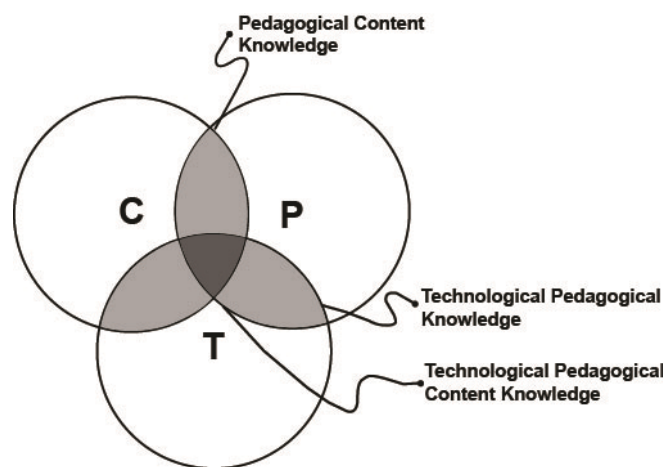 Pedagogical Content
Knowledge
C
P
Technological Pedagogical
Knowledge
T
Technological Pedagogical
Content Knowledge